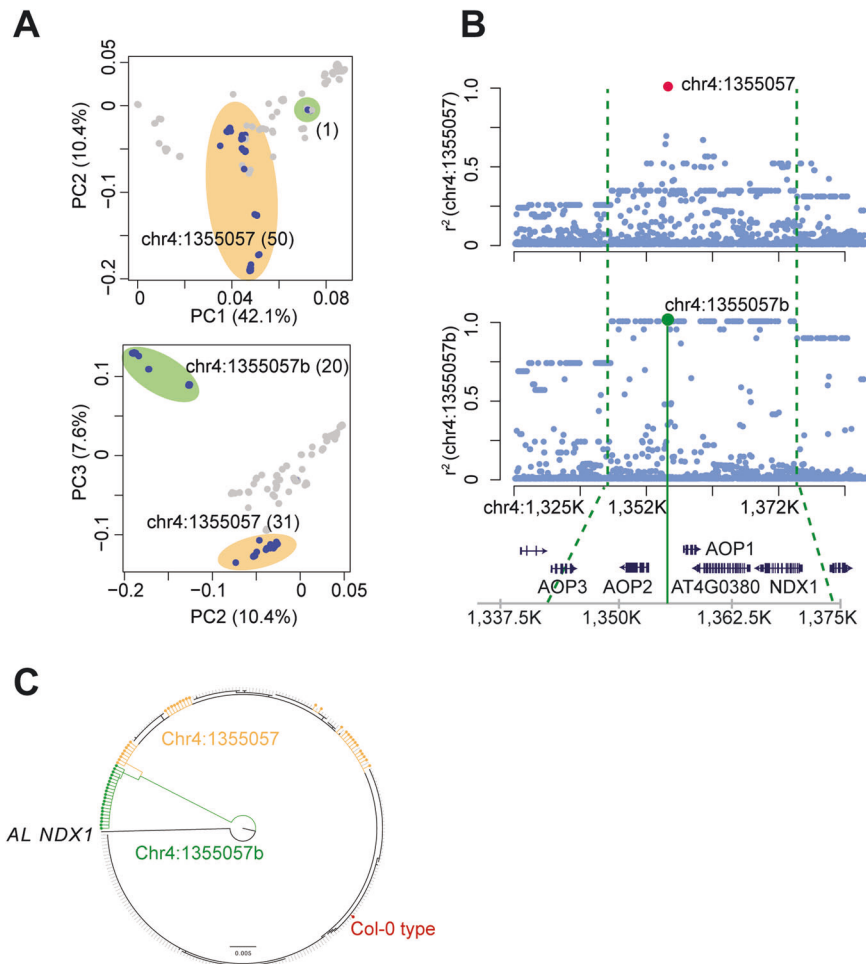 A
0.05
0
−0.1
−0.2
PC2 (10.4%)
(1)
chr4:1355057 (50)
0
0.04
0.08
PC1 (42.1%)
0.1
0
−0.1
PC3 (7.6%)
chr4:1355057b (20)
chr4:1355057 (31)
−0.2
−0.1
0
0.05
PC2 (10.4%)
B
1.0
0.5
0
r² (chr4:1355057)
chr4:1355057
1.0
0.5
0
r² (chr4:1355057b)
chr4:1355057b
chr4:1,325K
1,352K
1,372K
AOP1
AOP3
AOP2
AT4G0380
NDX1
1,337.5K
1,350K
1,362.5K
1,375K
C
Chr4:1355057
AL NDX1
Chr4:1355057b
Col-0 type
0.005